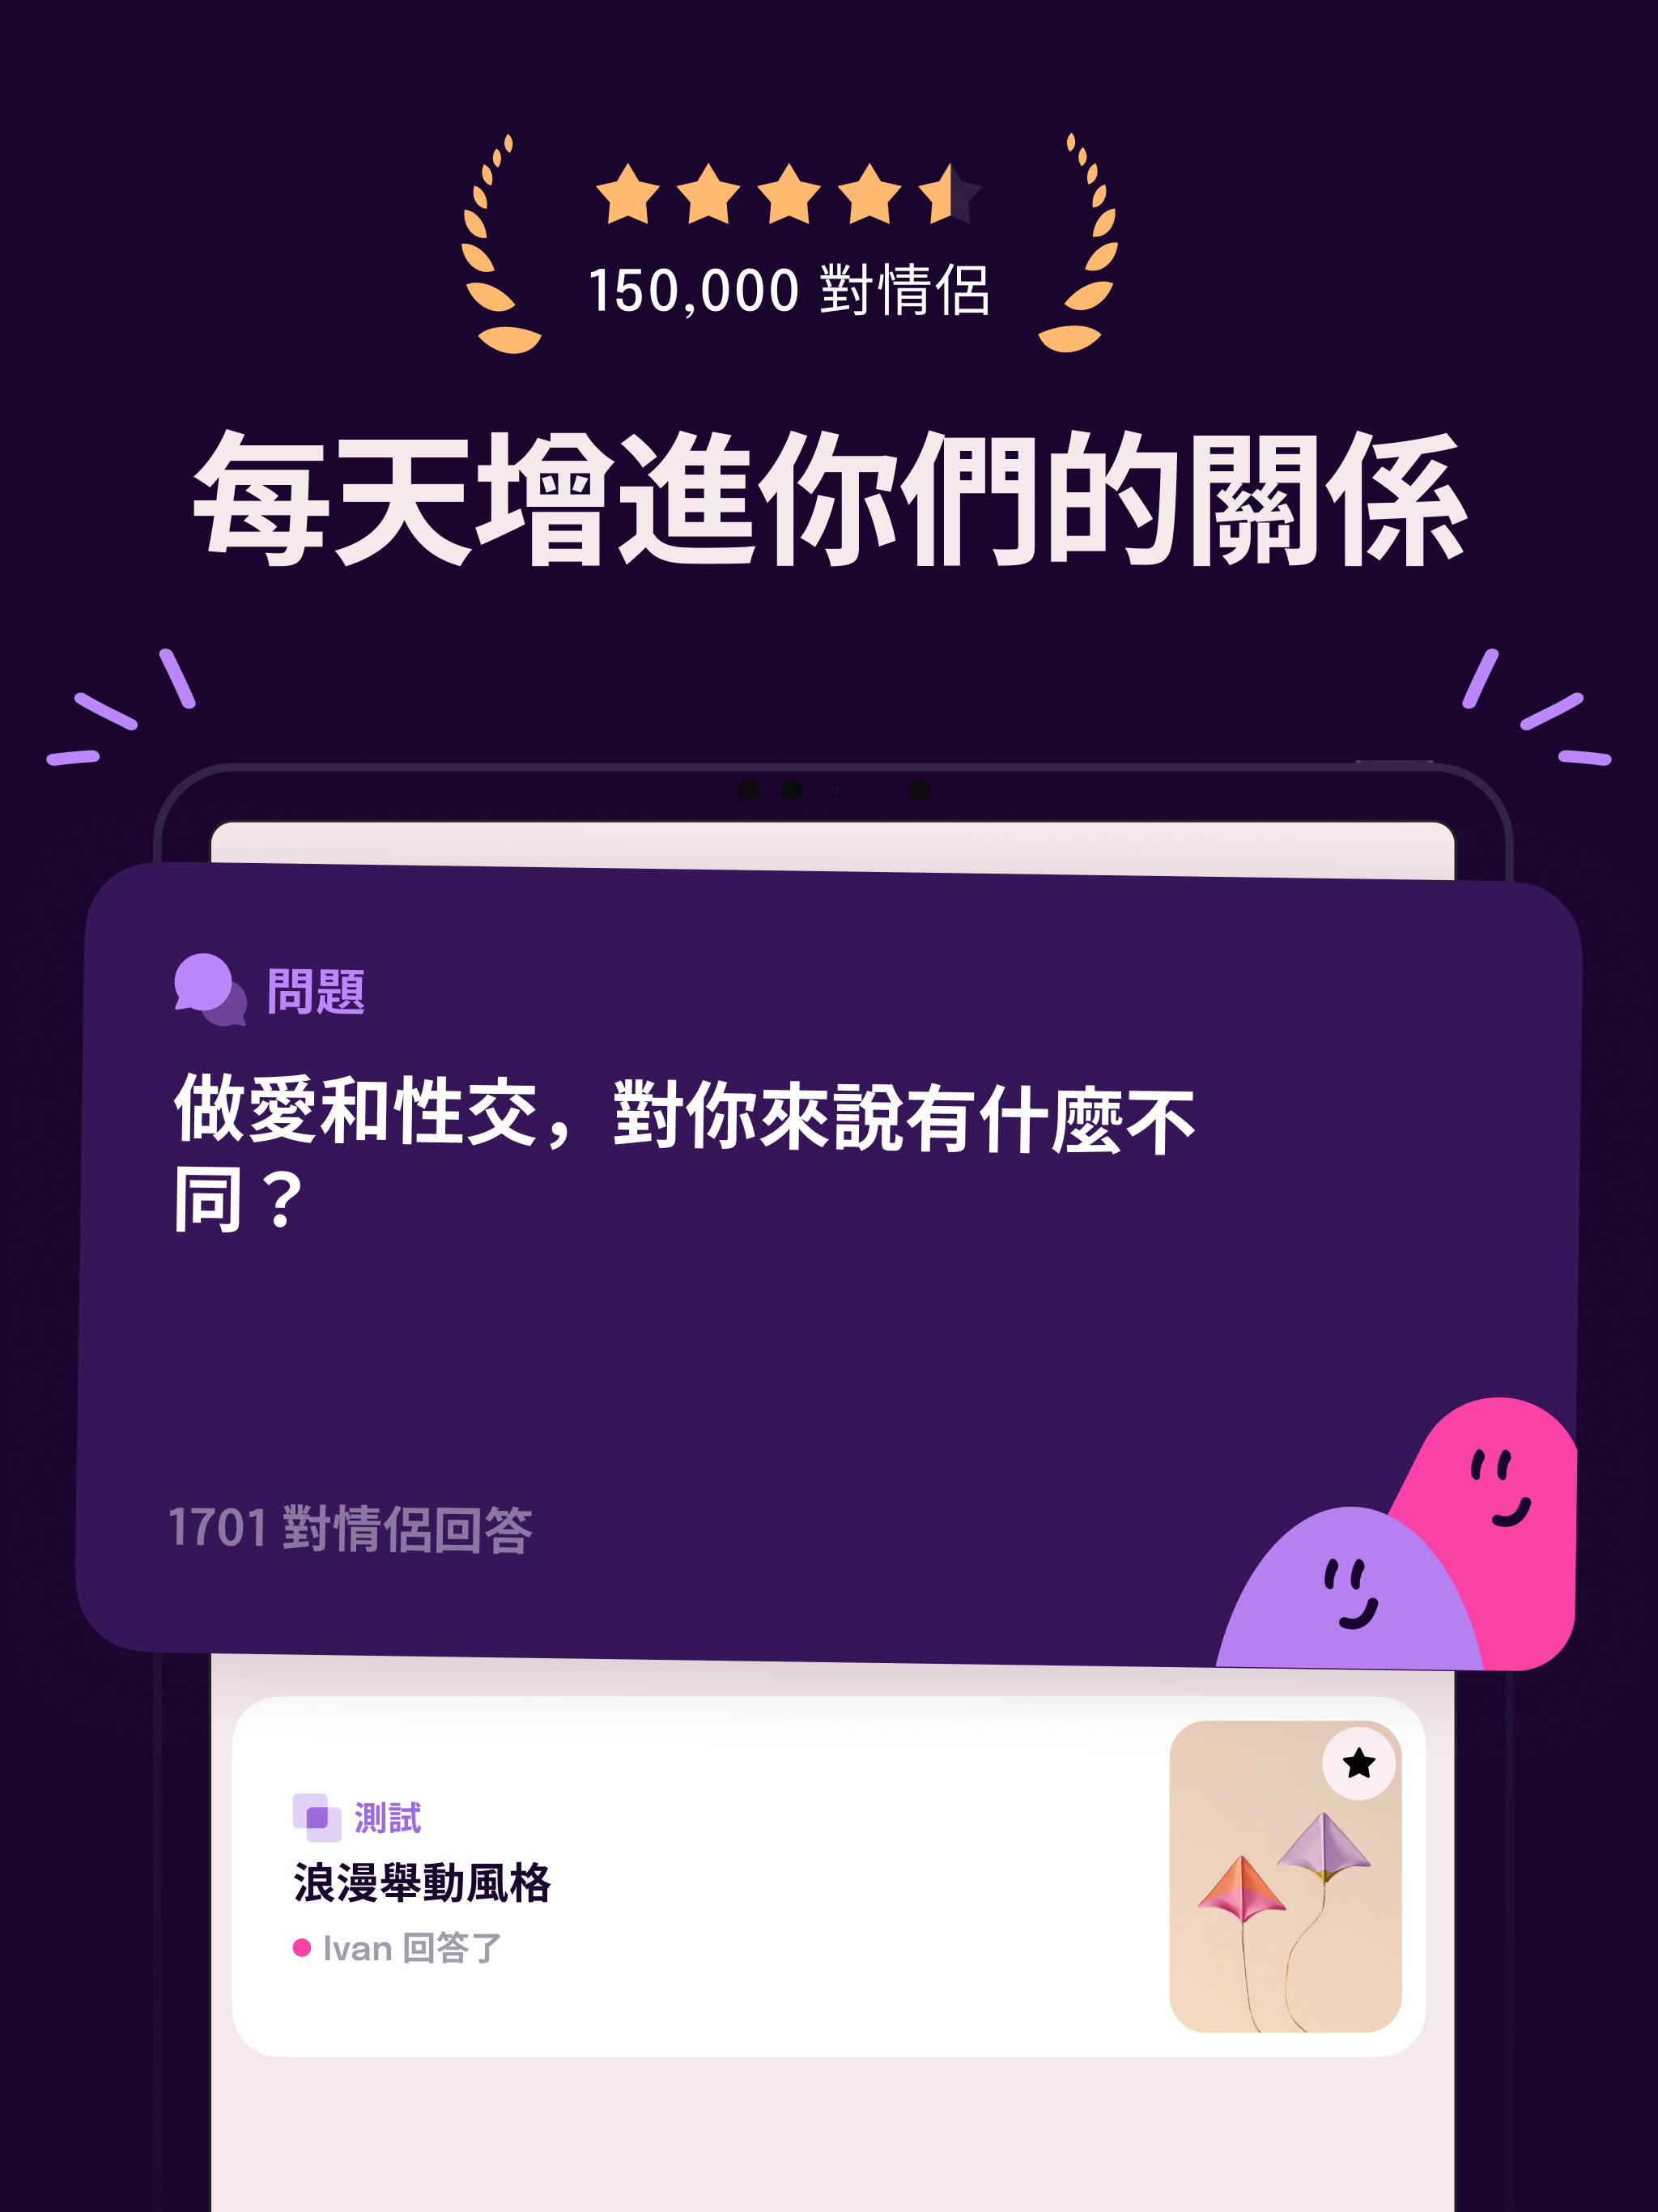 150,000 對情侶
每天增進你們的關係
問題
做愛和性交，對你來說有什麼不
同？
1701 對情侶回答
測試
浪漫舉動風格
Ivan 回答了